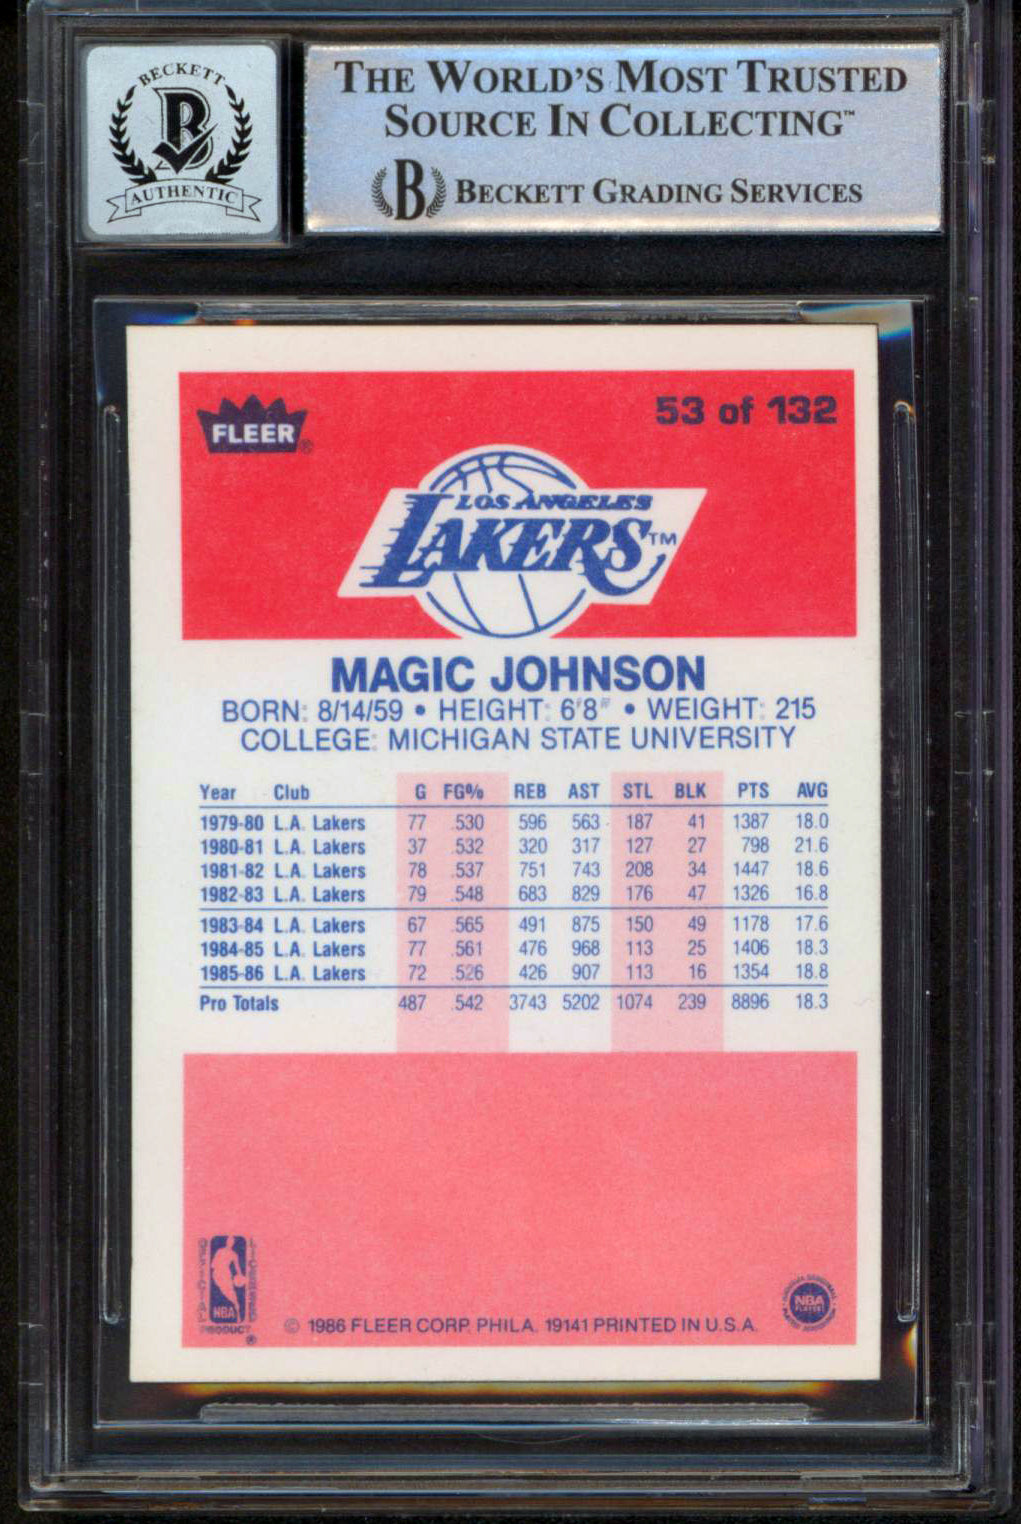 BECKETT
B
AUTHENTIC
THE WORLD'S MOST TRUSTED
SOURCE IN COLLECTING™
B BECKETT GRADING SERVICES
FLEER®
53 of 132
LOS ANGELES
LAKERS™
MAGIC JOHNSON
BORN: 8/14/59 • HEIGHT: 6'8" • WEIGHT: 215
COLLEGE: MICHIGAN STATE UNIVERSITY
Year Club G FG% REB AST STL BLK PTS AVG
1979-80 L.A. Lakers 77 .530 596 563 187 41 1387 18.0
1980-81 L.A. Lakers 37 .532 320 317 127 27 798 21.6
1981-82 L.A. Lakers 78 .537 751 743 208 34 1447 18.6
1982-83 L.A. Lakers 79 .548 683 829 176 47 1326 16.8
1983-84 L.A. Lakers 67 .565 491 875 150 49 1178 17.6
1984-85 L.A. Lakers 77 .561 476 968 113 25 1406 18.3
1985-86 L.A. Lakers 72 .526 426 907 113 16 1354 18.8
Pro Totals 487 .542 3743 5202 1074 239 8896 18.3
OFFICIAL
LICENSED
NBA
PRODUCT®
© 1986 FLEER CORP. PHILA. 19141 PRINTED IN U.S.A.
NBA
PLAYERS